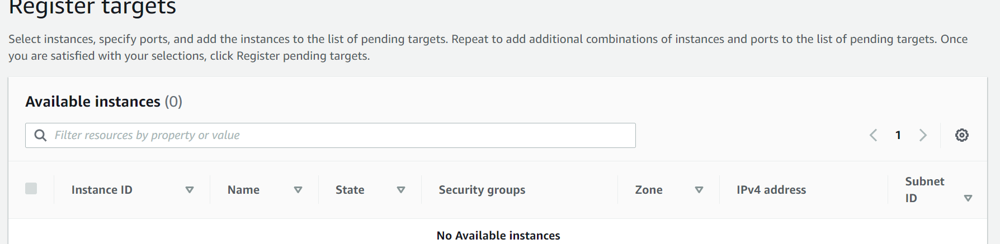 Register targets
Select instances, specify ports, and add the instances to the list of pending targets. Repeat to add additional combinations of instances and ports to the list of pending targets. Once
you are satisfied with your selections, click Register pending targets.
Available instances (0)
Filter resources by property or value
1
Instance ID
Name
State
Security groups
Zone
IPv4 address
Subnet
ID
No Available instances